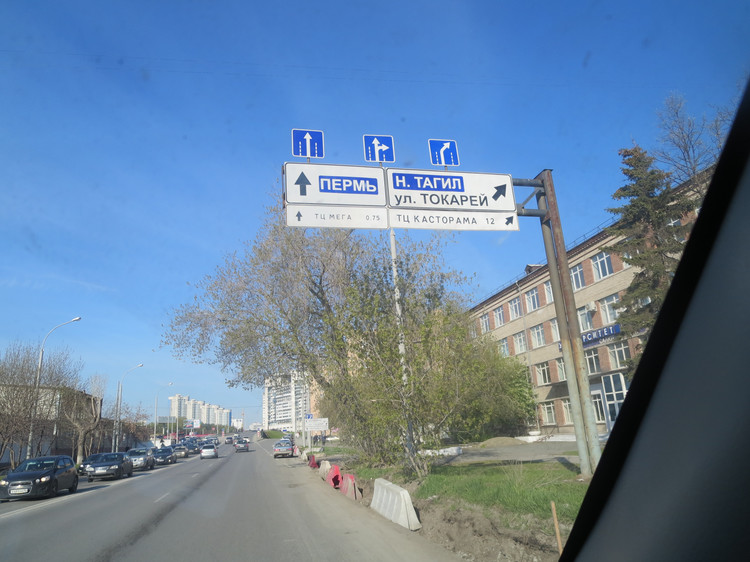 ПЕРМЬ
Н. ТАГИЛ
ул. ТОКАРЕЙ
ТЦ МЕГА 0.75
ТЦ КАСТОРАМА 12
РСИТЕТ